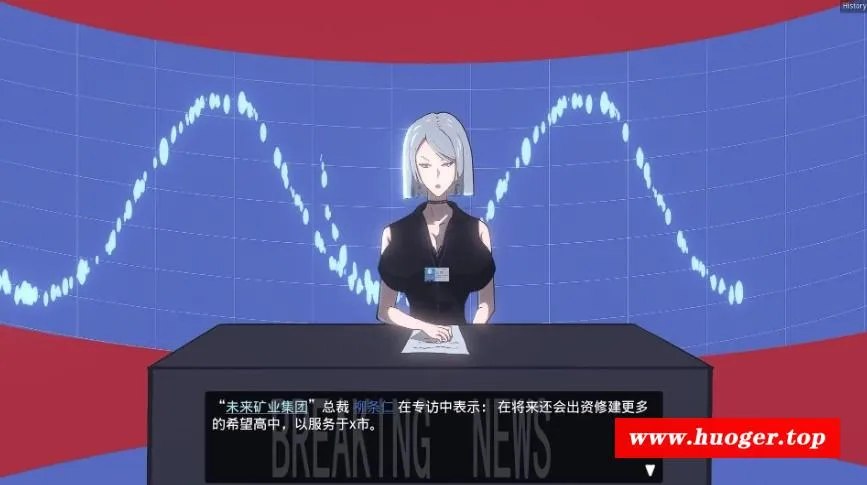 History
“未来矿业集团”总裁 柳条仁 在专访中表示：在将来还会出资修建更多
的希望高中，以服务于x市。
BREAKING NEWS
www.huoger.top